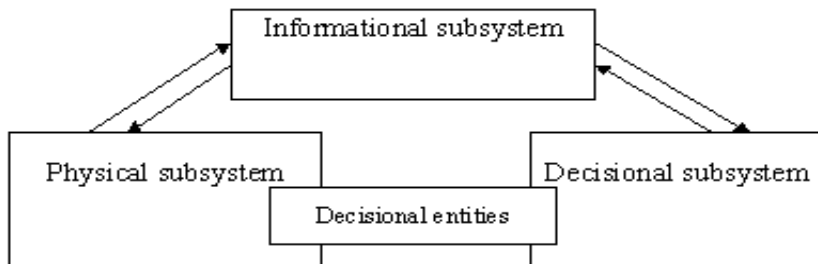 Informational subsystem
Physical subsystem
Decisional subsystem
Decisional entities